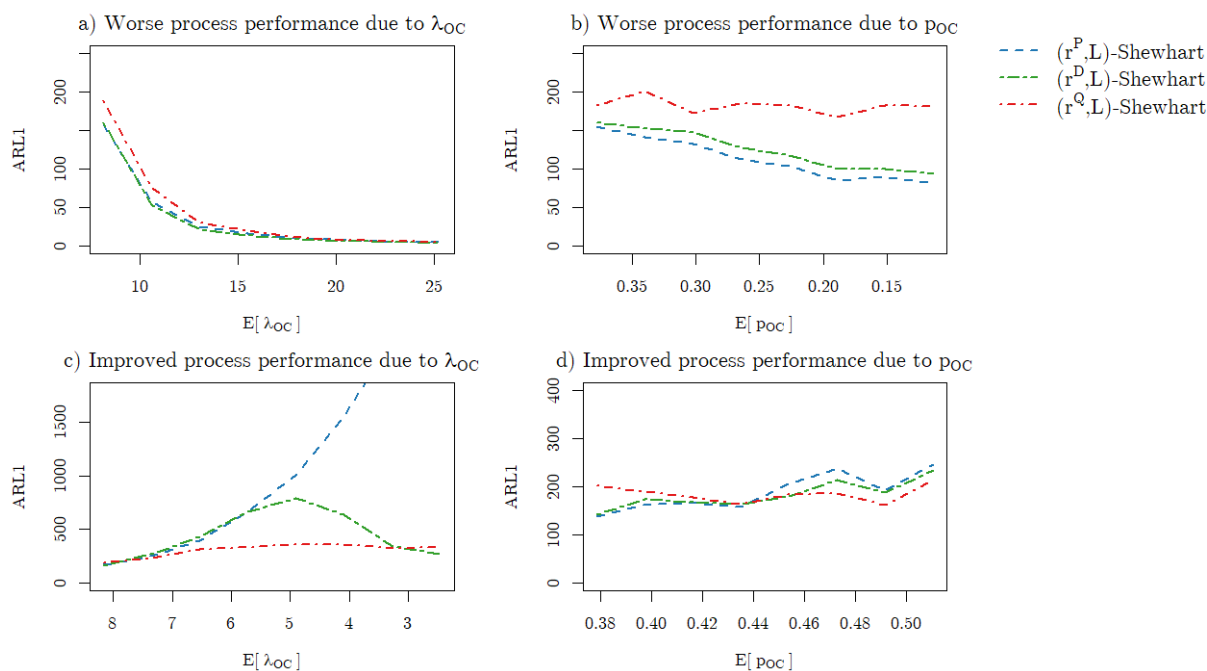 a) Worse process performance due to λOC
b) Worse process performance due to pOC
(rP,L)-Shewhart
(rD,L)-Shewhart
(rQ,L)-Shewhart
ARL1
0 50 100 200
10 15 20 25
E[ λOC ]
ARL1
0 50 100 200
0.35 0.30 0.25 0.20 0.15
E[ pOC ]
c) Improved process performance due to λOC
d) Improved process performance due to pOC
ARL1
0 500 1000 1500
8 7 6 5 4 3
E[ λOC ]
ARL1
0 100 200 300 400
0.38 0.40 0.42 0.44 0.46 0.48 0.50
E[ pOC ]